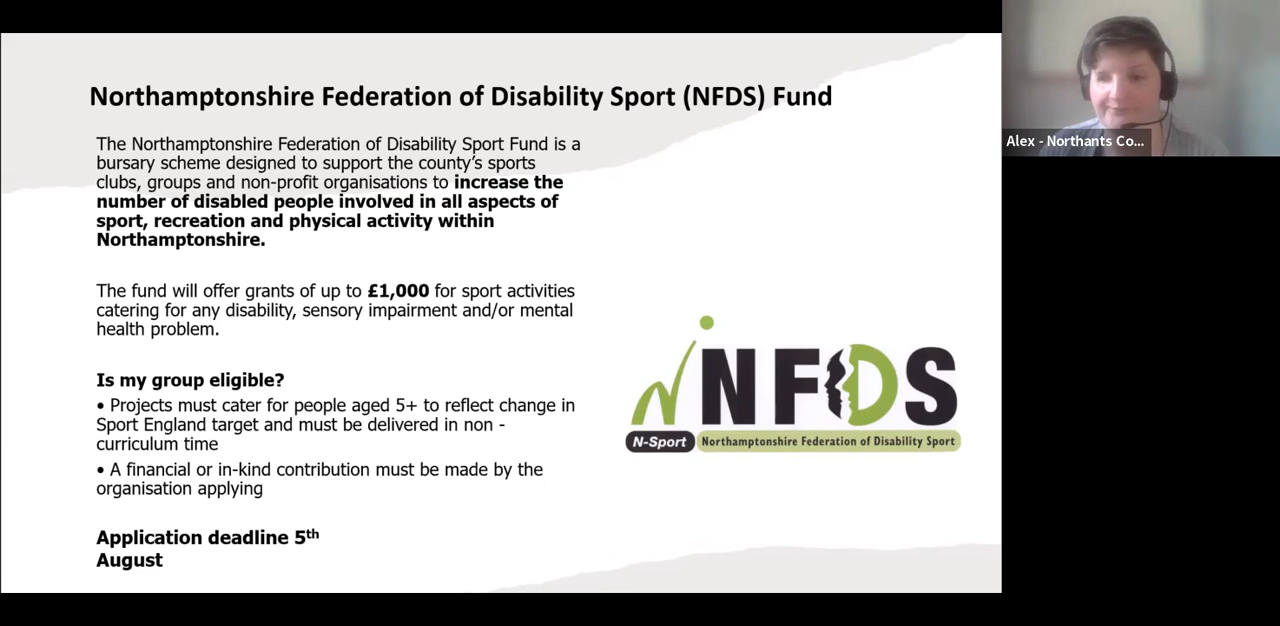 Northamptonshire Federation of Disability Sport (NFDS) Fund
The Northamptonshire Federation of Disability Sport Fund is a
bursary scheme designed to support the county's sports
clubs, groups and non-profit organisations to increase the
number of disabled people involved in all aspects of
sport, recreation and physical activity within
Northamptonshire.
The fund will offer grants of up to £1,000 for sport activities
catering for any disability, sensory impairment and/or mental
health problem.
Is my group eligible?
• Projects must cater for people aged 5+ to reflect change in
Sport England target and must be delivered in non -
curriculum time
• A financial or in-kind contribution must be made by the
organisation applying
Application deadline 5th
August
NFDS
N-Sport Northamptonshire Federation of Disability Sport
Alex - Northants Co...